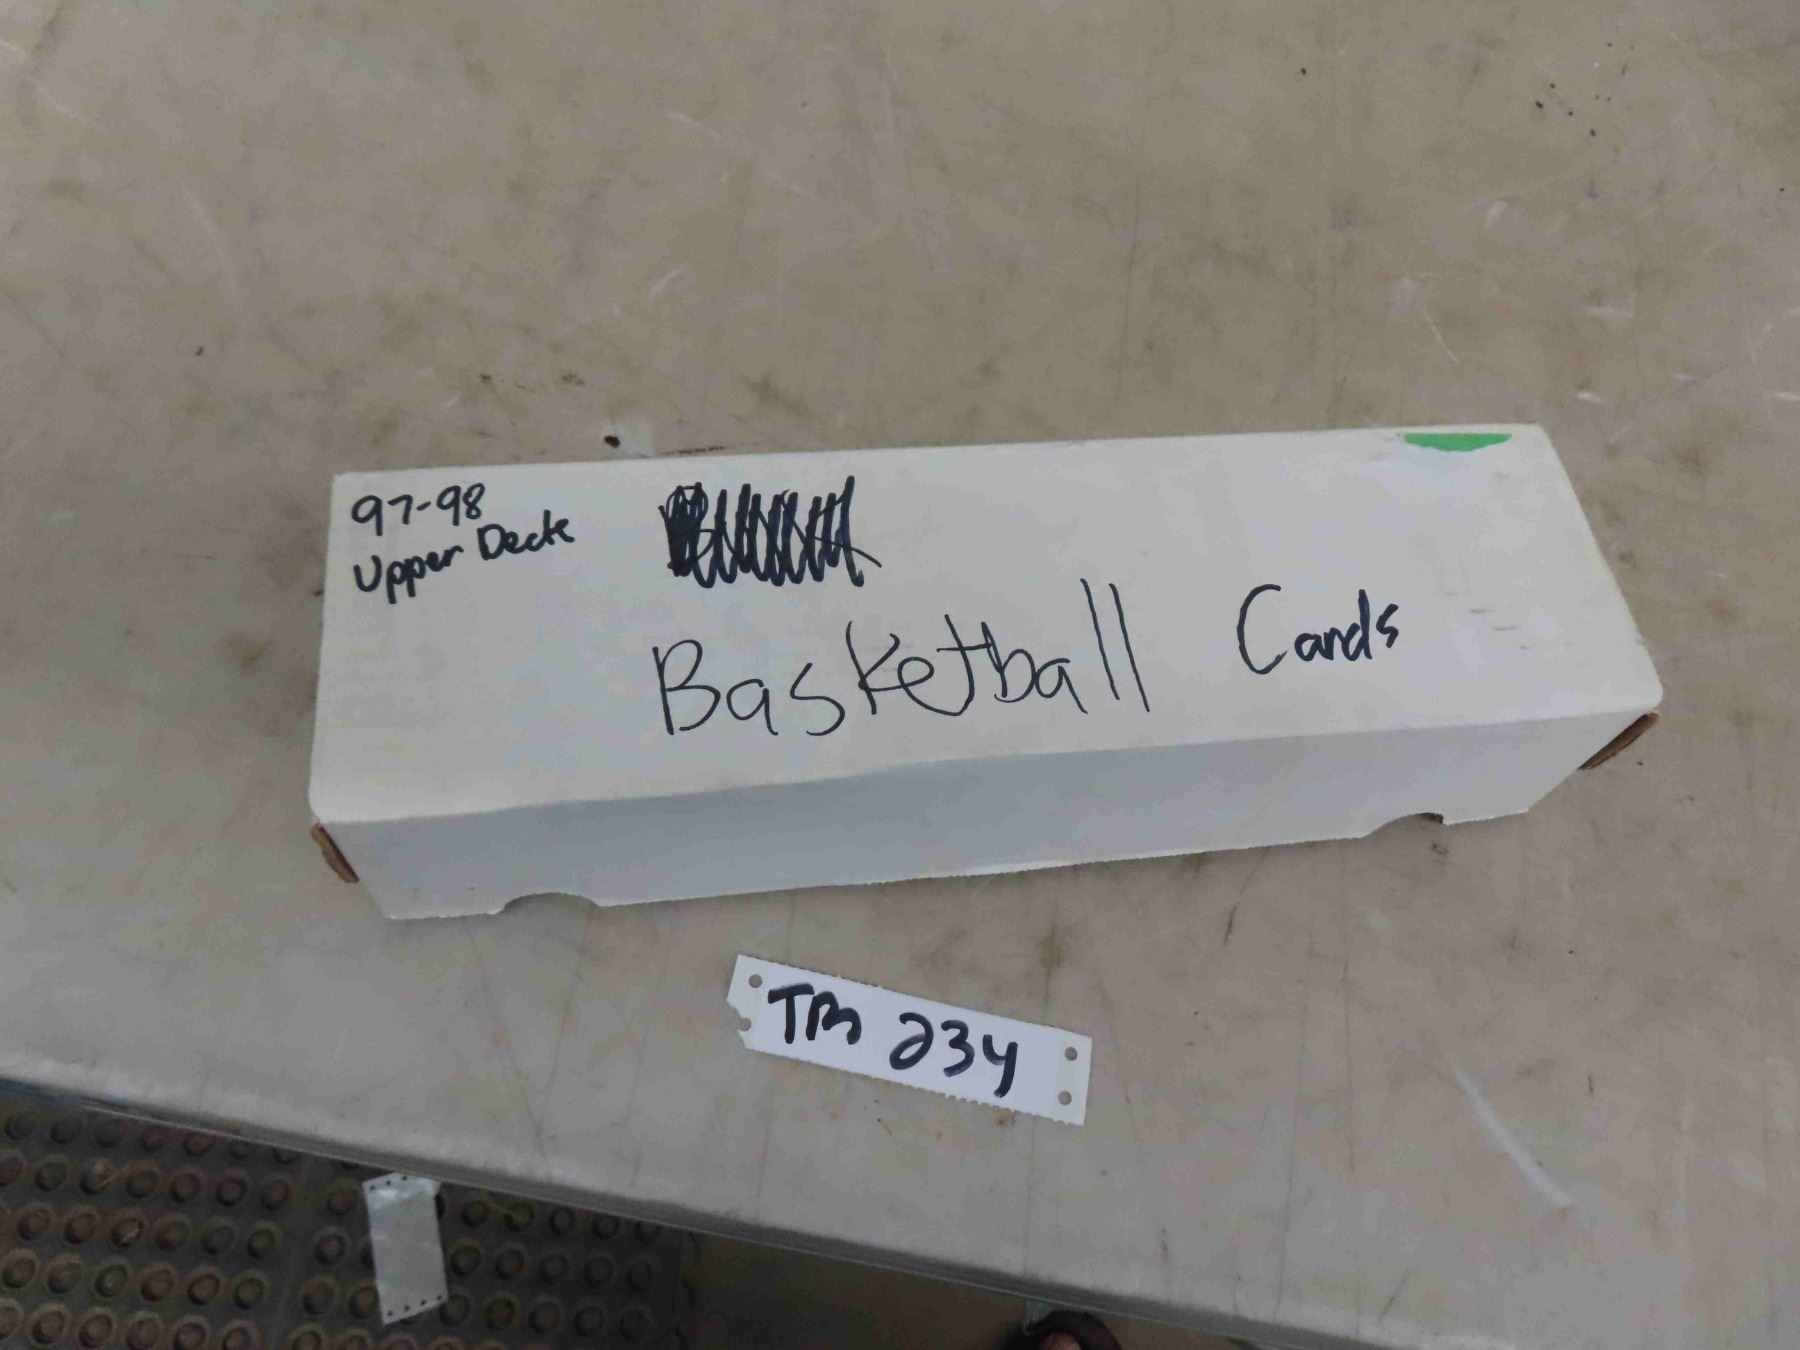 97-98
Upper Deck
Basketball Cards
TM 234